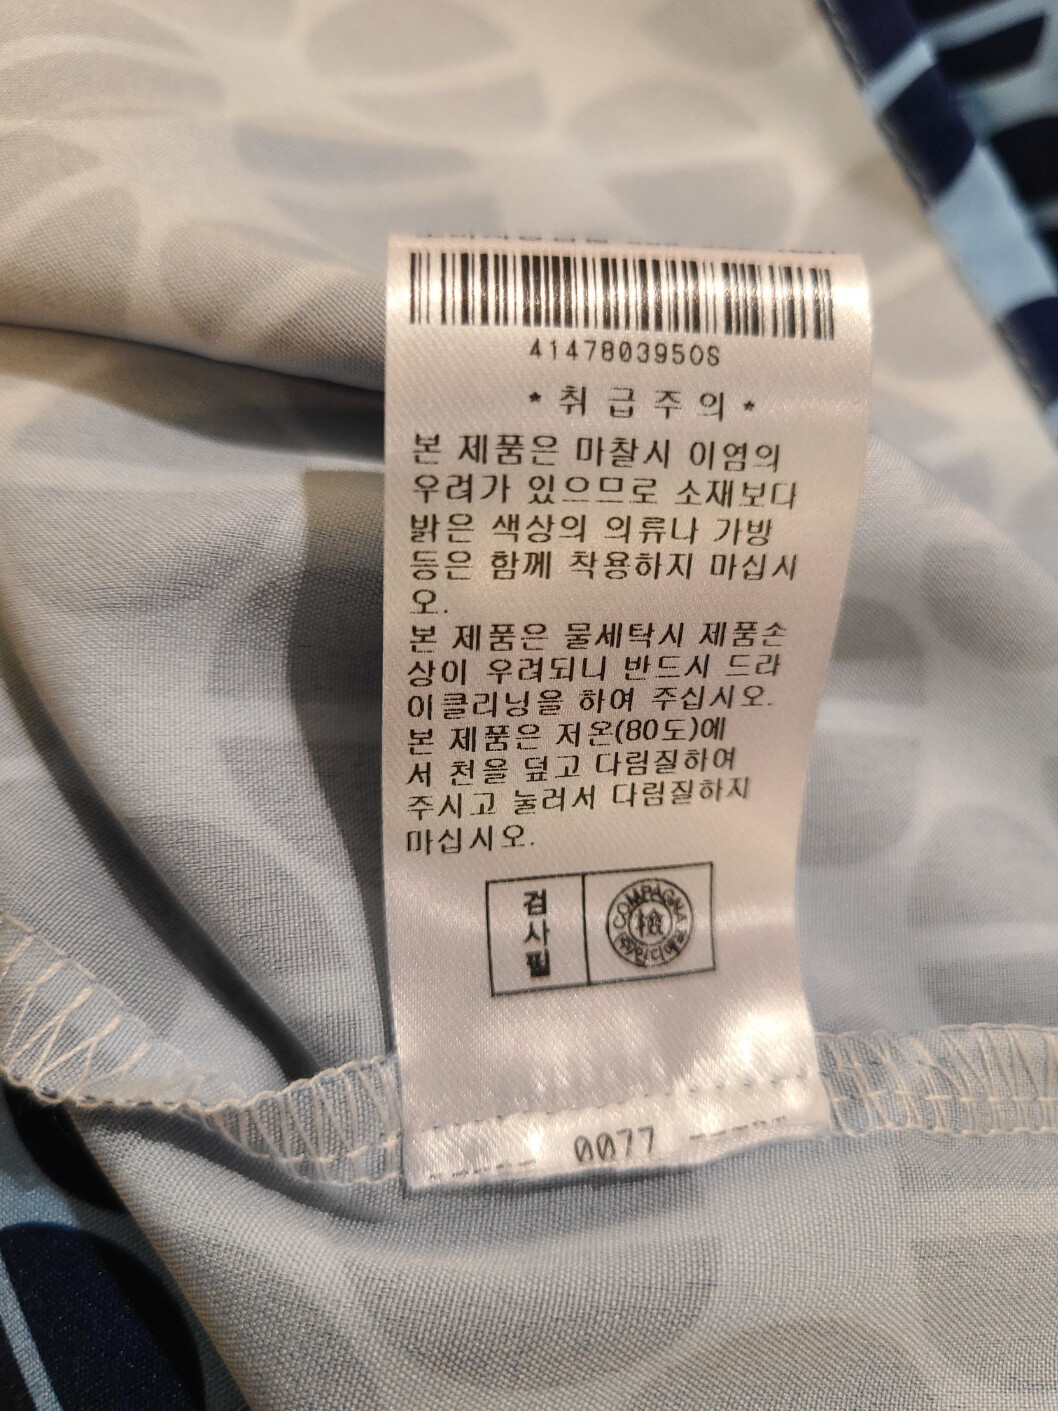 4147803950S
* 취 급 주 의 *
본 제품은 마찰시 이염의
우려가 있으므로 소재보다
밝은 색상의 의류나 가방
등은 함께 착용하지 마십시
오.
본 제품은 물세탁시 제품손
상이 우려되니 반드시 드라
이클리닝을 하여 주십시오.
본 제품은 저온(80도)에
서 천을 덮고 다림질하여
주시고 눌러서 다림질하지
마십시오.
검
사
필
COMPAGNA
檢
0077